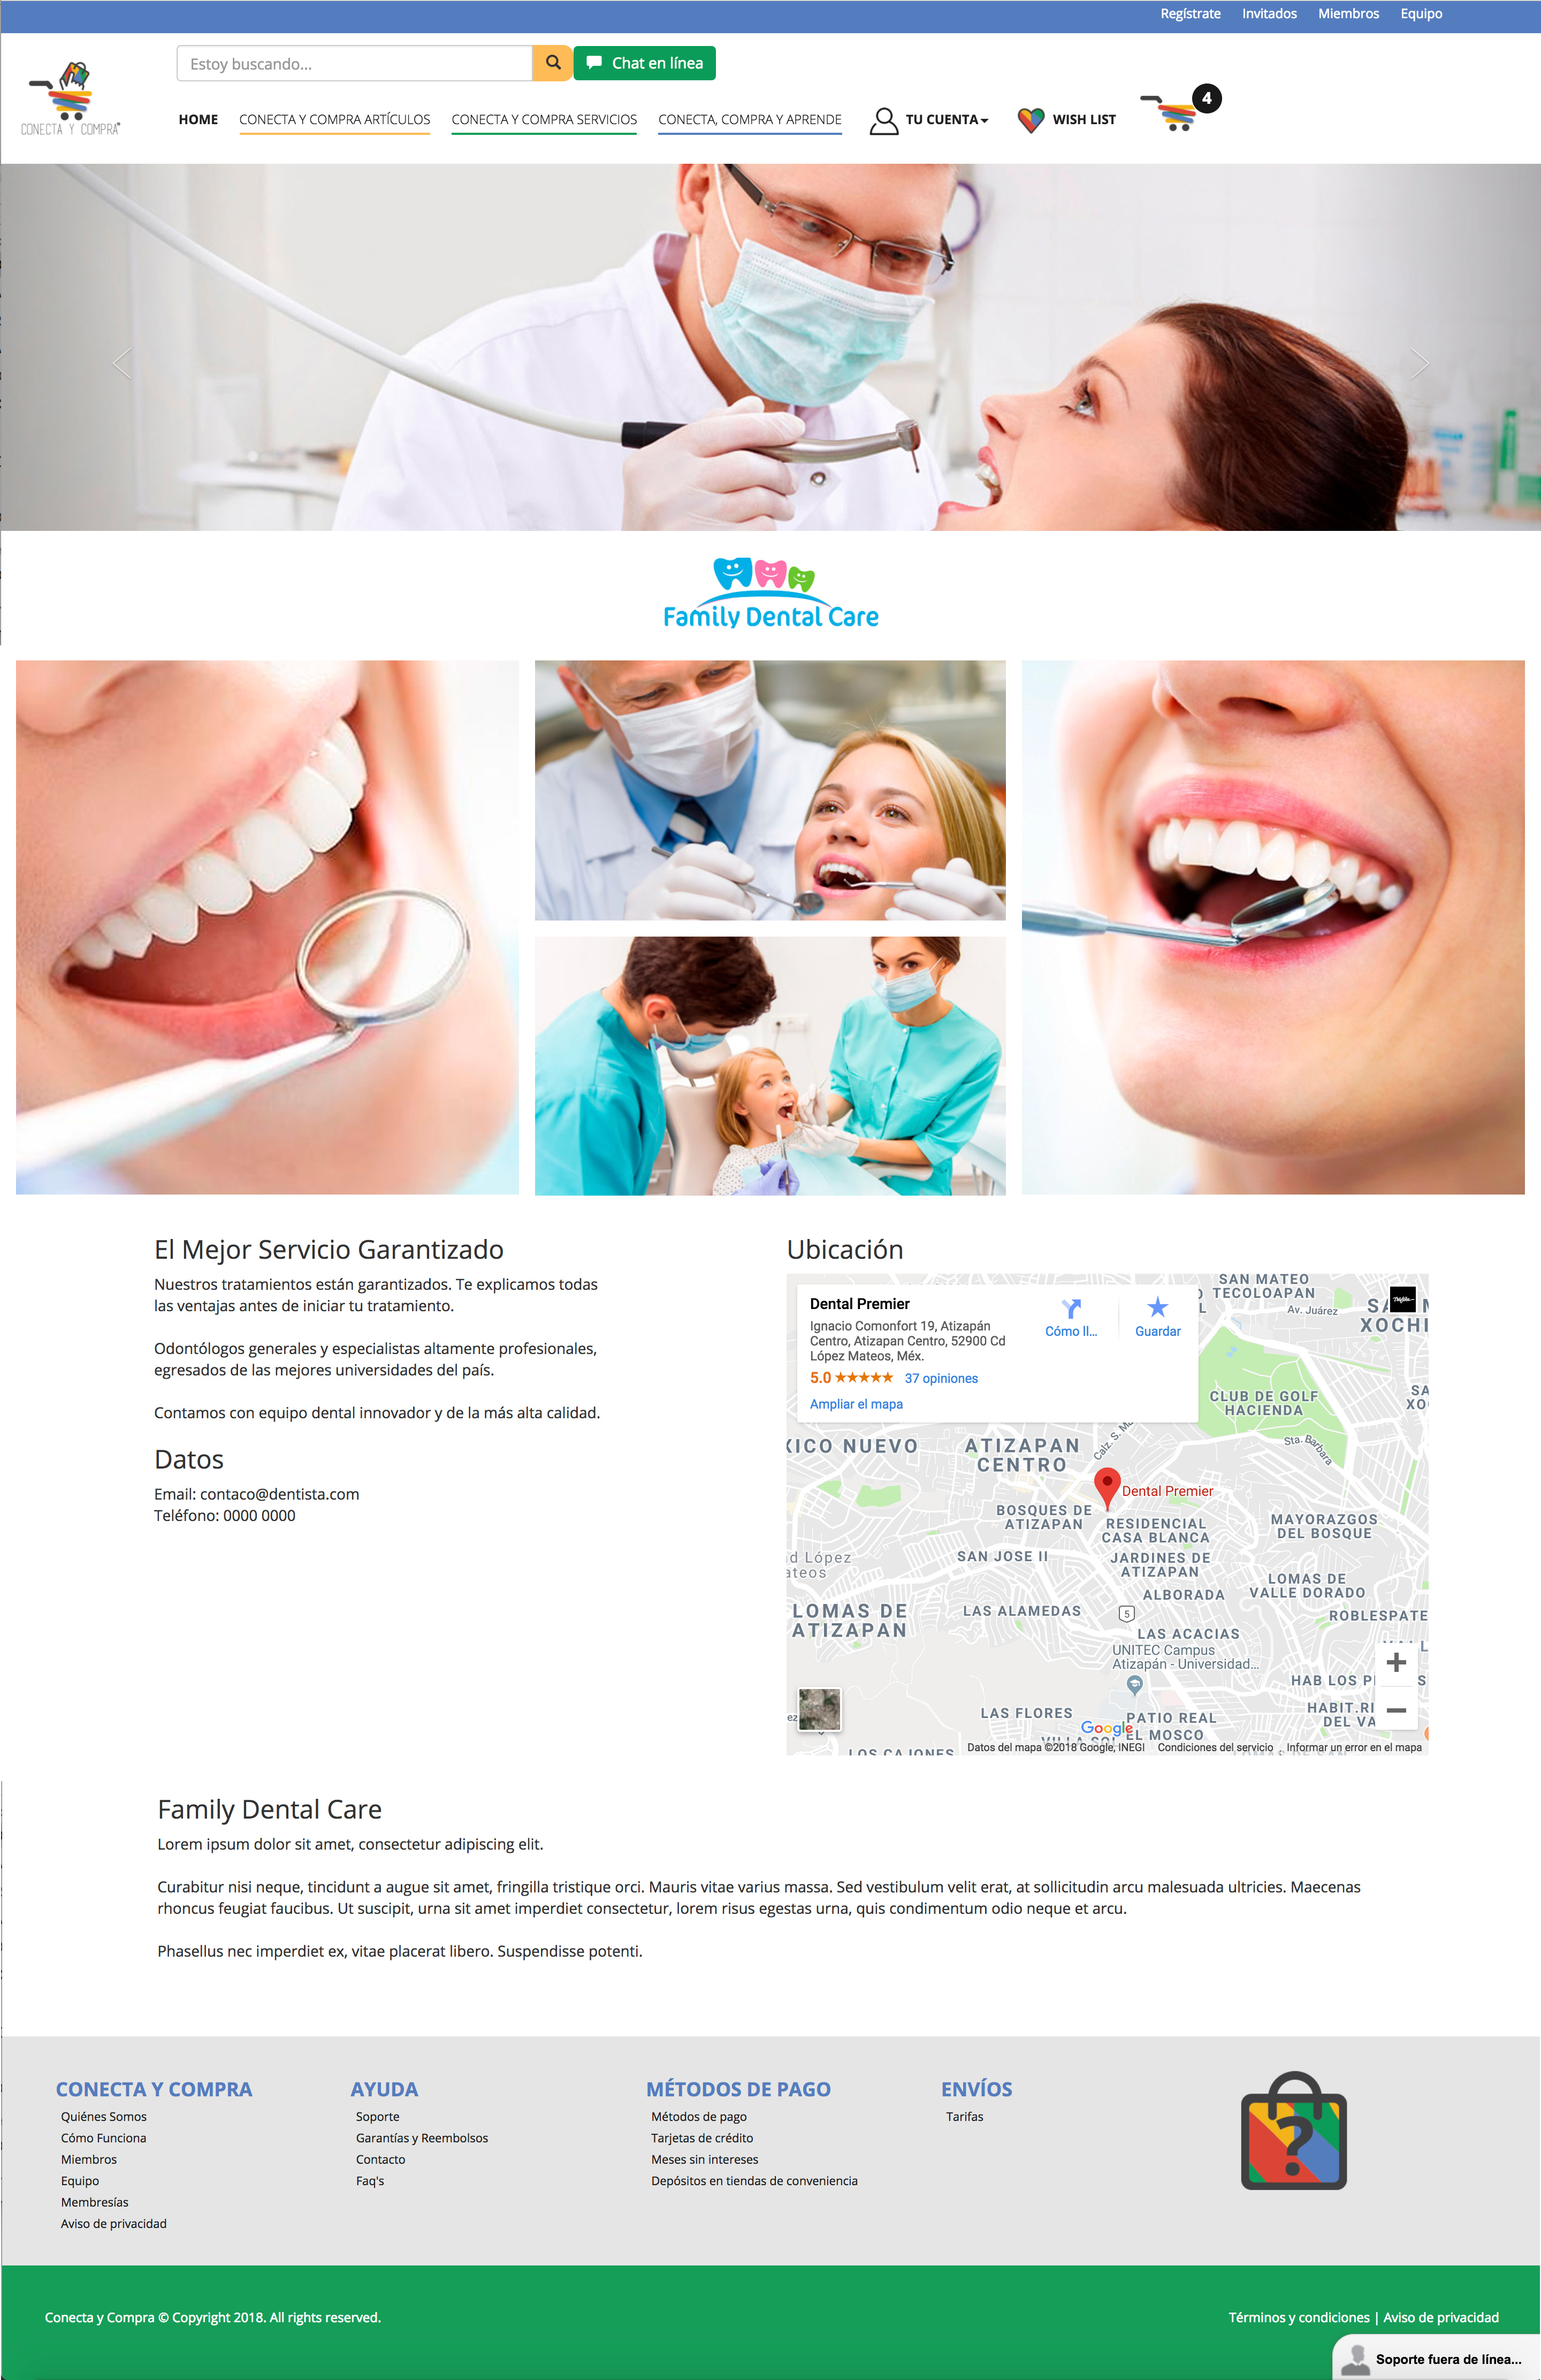 Regístrate Invitados Miembros Equipo
Estoy buscando...
Chat en línea
CONECTA Y COMPRA
HOME CONECTA Y COMPRA ARTÍCULOS CONECTA Y COMPRA SERVICIOS CONECTA, COMPRA Y APRENDE TU CUENTA WISH LIST 4
Family Dental Care
El Mejor Servicio Garantizado
Nuestros tratamientos están garantizados. Te explicamos todas
las ventajas antes de iniciar tu tratamiento.
Odontólogos generales y especialistas altamente profesionales,
egresados de las mejores universidades del país.
Contamos con equipo dental innovador y de la más alta calidad.
Datos
Email: contaco@dentista.com
Teléfono: 0000 0000
Ubicación
Dental Premier
Ignacio Comonfort 19, Atizapán
Centro, Atizapan Centro, 52900 Cd
López Mateos, Méx.
5.0 ★★★★★ 37 opiniones
Ampliar el mapa
Cómo ll...
Guardar
SAN MATEO
TECOLOAPAN
Av. Juárez
XOCHI
CLUB DE GOLF
HACIENDA
SA
XO
Sta. Barbara
XICO NUEVO
ATIZAPAN
CENTRO
Calz. S. M
Dental Premier
BOSQUES DE
ATIZAPAN
RESIDENCIAL
CASA BLANCA
MAYORAZGOS
DEL BOSQUE
d López
ateos
SAN JOSE II
JARDINES DE
ATIZAPAN
ALBORADA
LOMAS DE
VALLE DORADO
LOMAS DE
ATIZAPAN
LAS ALAMEDAS
5
ROBLESPATE
LAS ACACIAS
UNITEC Campus
Atizapán - Universidad...
HAB LOS P
S
LAS FLORES
PATIO REAL
EL MOSCO
HABIT.RI
DEL VA
Google
VILLA SOL
LOS CAJONES
Datos del mapa ©2018 Google, INEGI Condiciones del servicio Informar un error en el mapa
Family Dental Care
Lorem ipsum dolor sit amet, consectetur adipiscing elit.
Curabitur nisi neque, tincidunt a augue sit amet, fringilla tristique orci. Mauris vitae varius massa. Sed vestibulum velit erat, at sollicitudin arcu malesuada ultricies. Maecenas
rhoncus feugiat faucibus. Ut suscipit, urna sit amet imperdiet consectetur, lorem risus egestas urna, quis condimentum odio neque et arcu.
Phasellus nec imperdiet ex, vitae placerat libero. Suspendisse potenti.
CONECTA Y COMPRA
Quiénes Somos
Cómo Funciona
Miembros
Equipo
Membresías
Aviso de privacidad
AYUDA
Soporte
Garantías y Reembolsos
Contacto
Faq's
MÉTODOS DE PAGO
Métodos de pago
Tarjetas de crédito
Meses sin intereses
Depósitos en tiendas de conveniencia
ENVÍOS
Tarifas
?
Conecta y Compra © Copyright 2018. All rights reserved.
Términos y condiciones | Aviso de privacidad
Soporte fuera de línea...